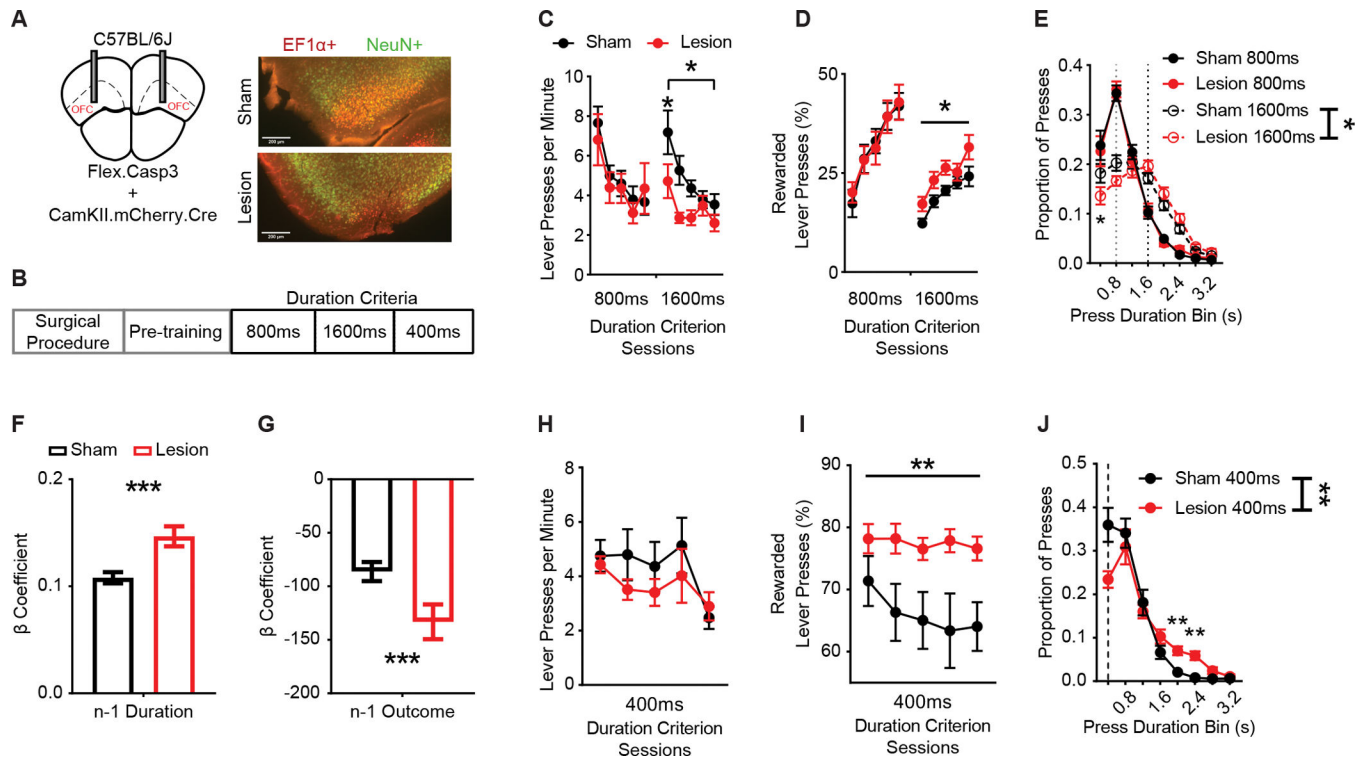 A
C57BL/6J
OFC
OFC
Flex.Casp3
+
CamKII.mCherry.Cre
EF1α+
NeuN+
Sham
200 µm
Lesion
200 µm
B
Duration Criteria
Surgical
Procedure
Pre-training
800ms
1600ms
400ms
C
Sham
Lesion
Lever Presses per Minute
10
8
6
4
2
0
*
*
800ms
1600ms
Duration Criterion
Sessions
D
Rewarded
Lever Presses (%)
50
25
0
*
800ms
1600ms
Duration Criterion
Sessions
E
Sham 800ms
Lesion 800ms
Sham 1600ms
Lesion 1600ms
*
Proportion of Presses
0.4
0.3
0.2
0.1
0.0
*
0.8
1.6
2.4
3.2
Press Duration Bin (s)
F
Sham
Lesion
β Coefficient
0.2
0.1
0.0
***
n-1 Duration
G
β Coefficient
0
-50
-100
-150
-200
***
n-1 Outcome
H
Lever Presses per Minute
8
6
4
2
0
400ms
Duration Criterion
Sessions
I
Rewarded
Lever Presses (%)
90
80
70
60
**
400ms
Duration Criterion
Sessions
J
Sham 400ms
Lesion 400ms
**
Proportion of Presses
0.5
0.4
0.3
0.2
0.1
0.0
**
**
0.8
1.6
2.4
3.2
Press Duration Bin (s)